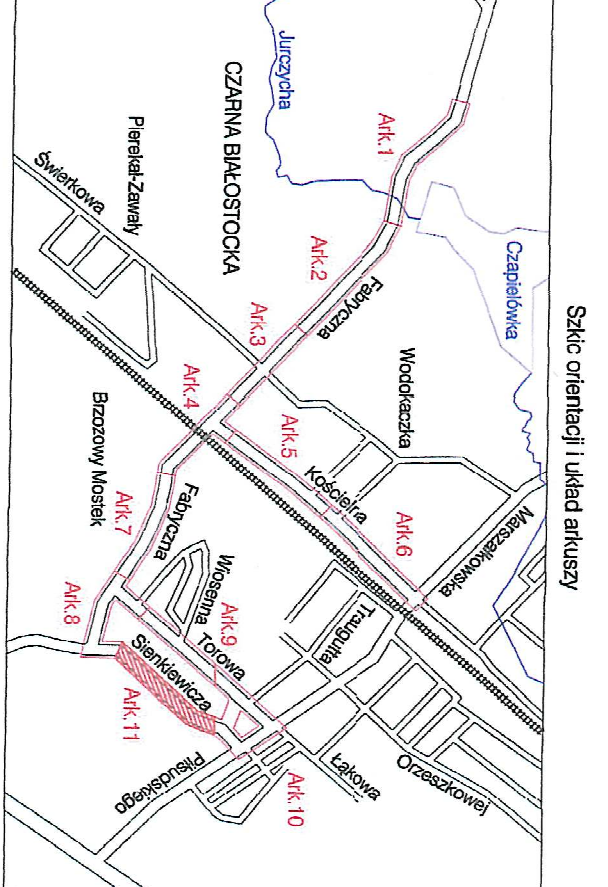 Szkic orientacji i układ arkuszy
Jurczycha
CZARNA BIAŁOSTOCKA
Pierekał-Zawały
Świerkowa
Ark.1
Ark.2
Fabryczna
Czapielówka
Ark.3
Wodokaczka
Ark.4
Ark.5
Kościelna
Ark.6
Marszałkowska
Brzozowy Mostek
Ark.7
Fabryczna
Wiosenna
Traugutta
Ark.8
Ark.9
Torowa
Sienkiewicza
Ark.11
Orzeszkowej
Łąkowa
Ark.10
Piłsudskiego